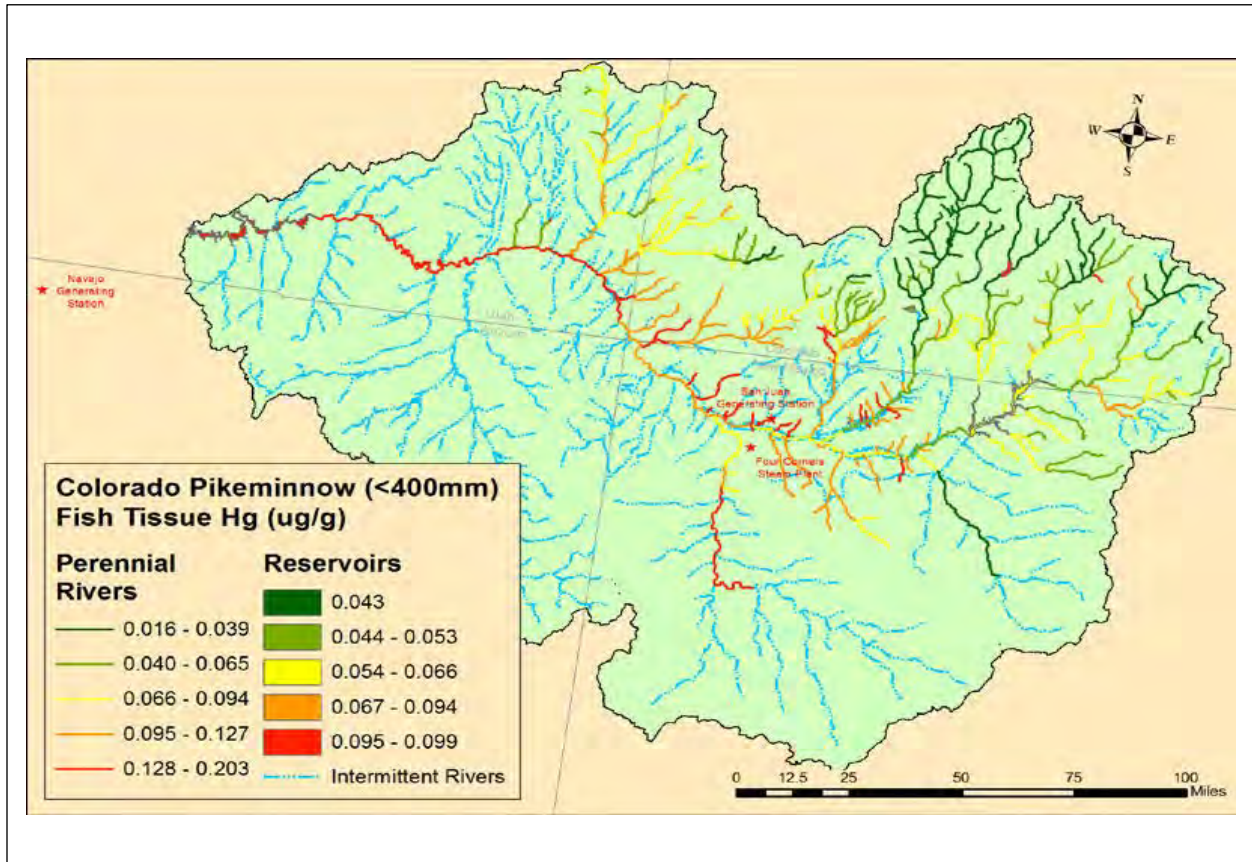 N
W
E
S
Navajo
Generating
Station
Utah
Arizona
Colorado
San Juan
Generating Station
Four Corners
Steam Plant
Colorado Pikeminnow (<400mm)
Fish Tissue Hg (ug/g)
Perennial
Rivers
0.016 - 0.039
0.040 - 0.065
0.066 - 0.094
0.095 - 0.127
0.128 - 0.203
Reservoirs
0.043
0.044 - 0.053
0.054 - 0.066
0.067 - 0.094
0.095 - 0.099
Intermittent Rivers
0 12.5 25 50 75 100
Miles